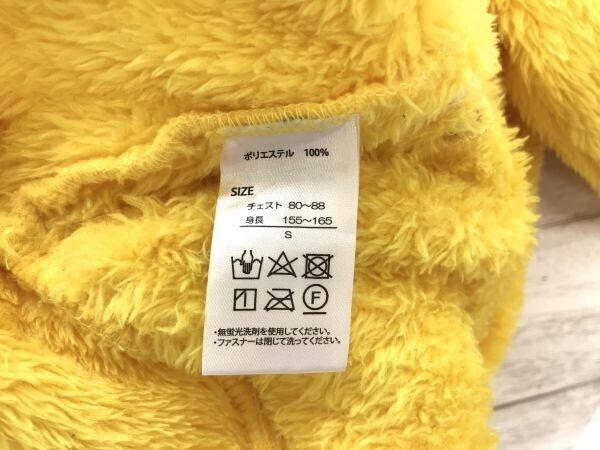 ポリエステル 100%
SIZE
チェスト 80〜88
身長 155〜165
S
F
・無蛍光洗剤を使用してください。
・ファスナーは閉じて洗ってください。